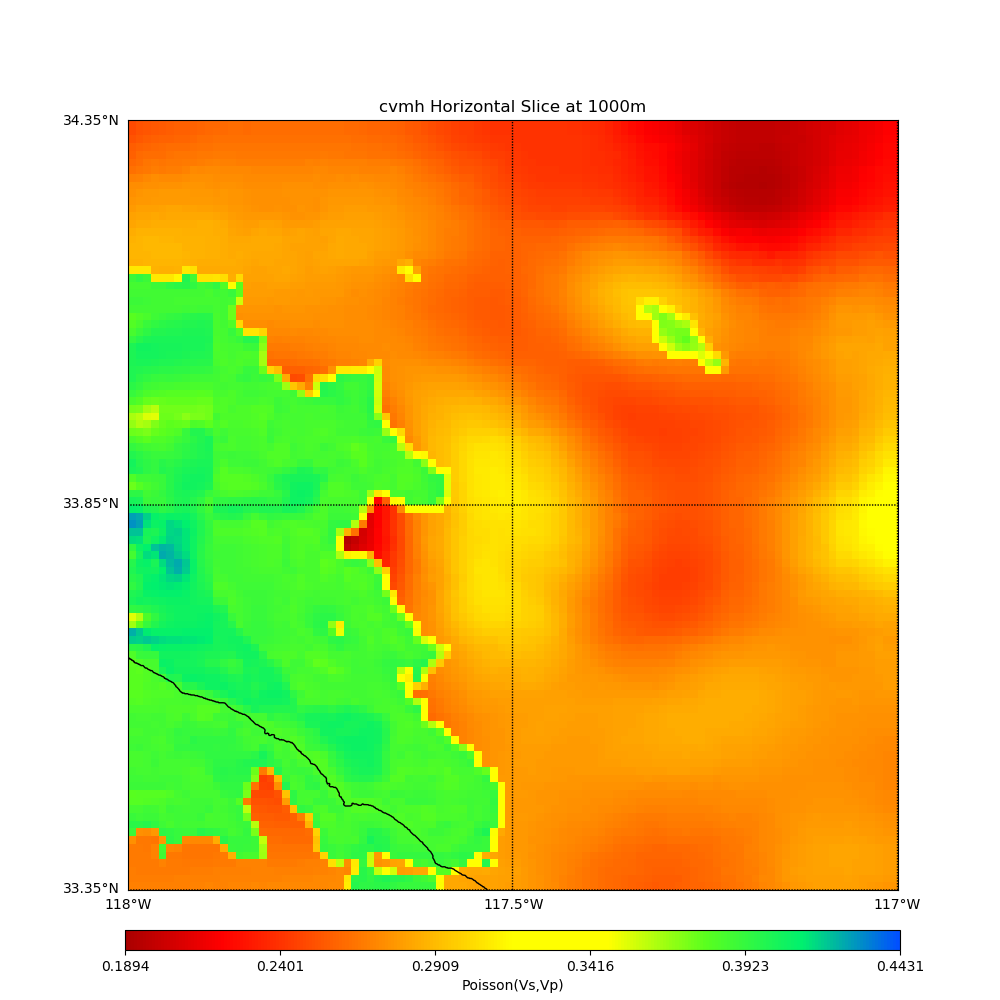 cvmh Horizontal Slice at 1000m
34.35°N
33.85°N
33.35°N
118°W 117.5°W 117°W
0.1894 0.2401 0.2909 0.3416 0.3923 0.4431
Poisson(Vs,Vp)